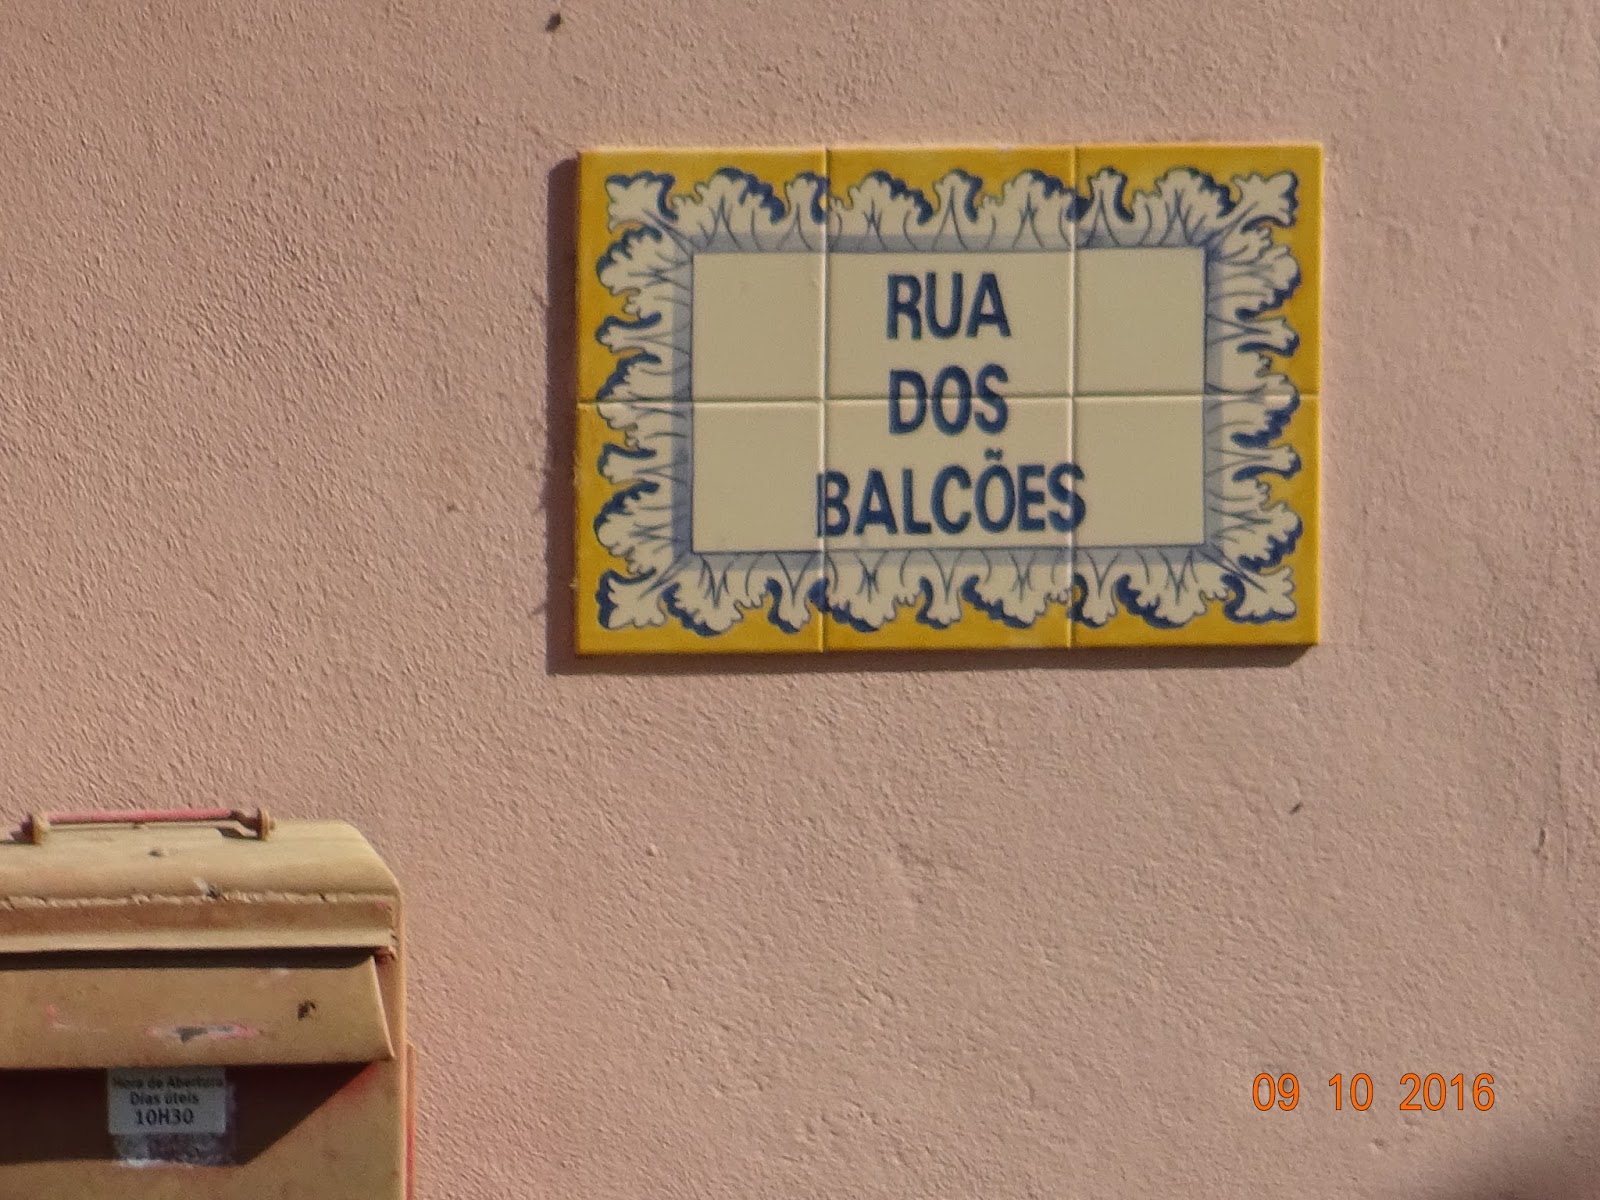 RUA
DOS
BALCÕES
Hora de Abertura
Dias úteis
10H30
09 10 2016